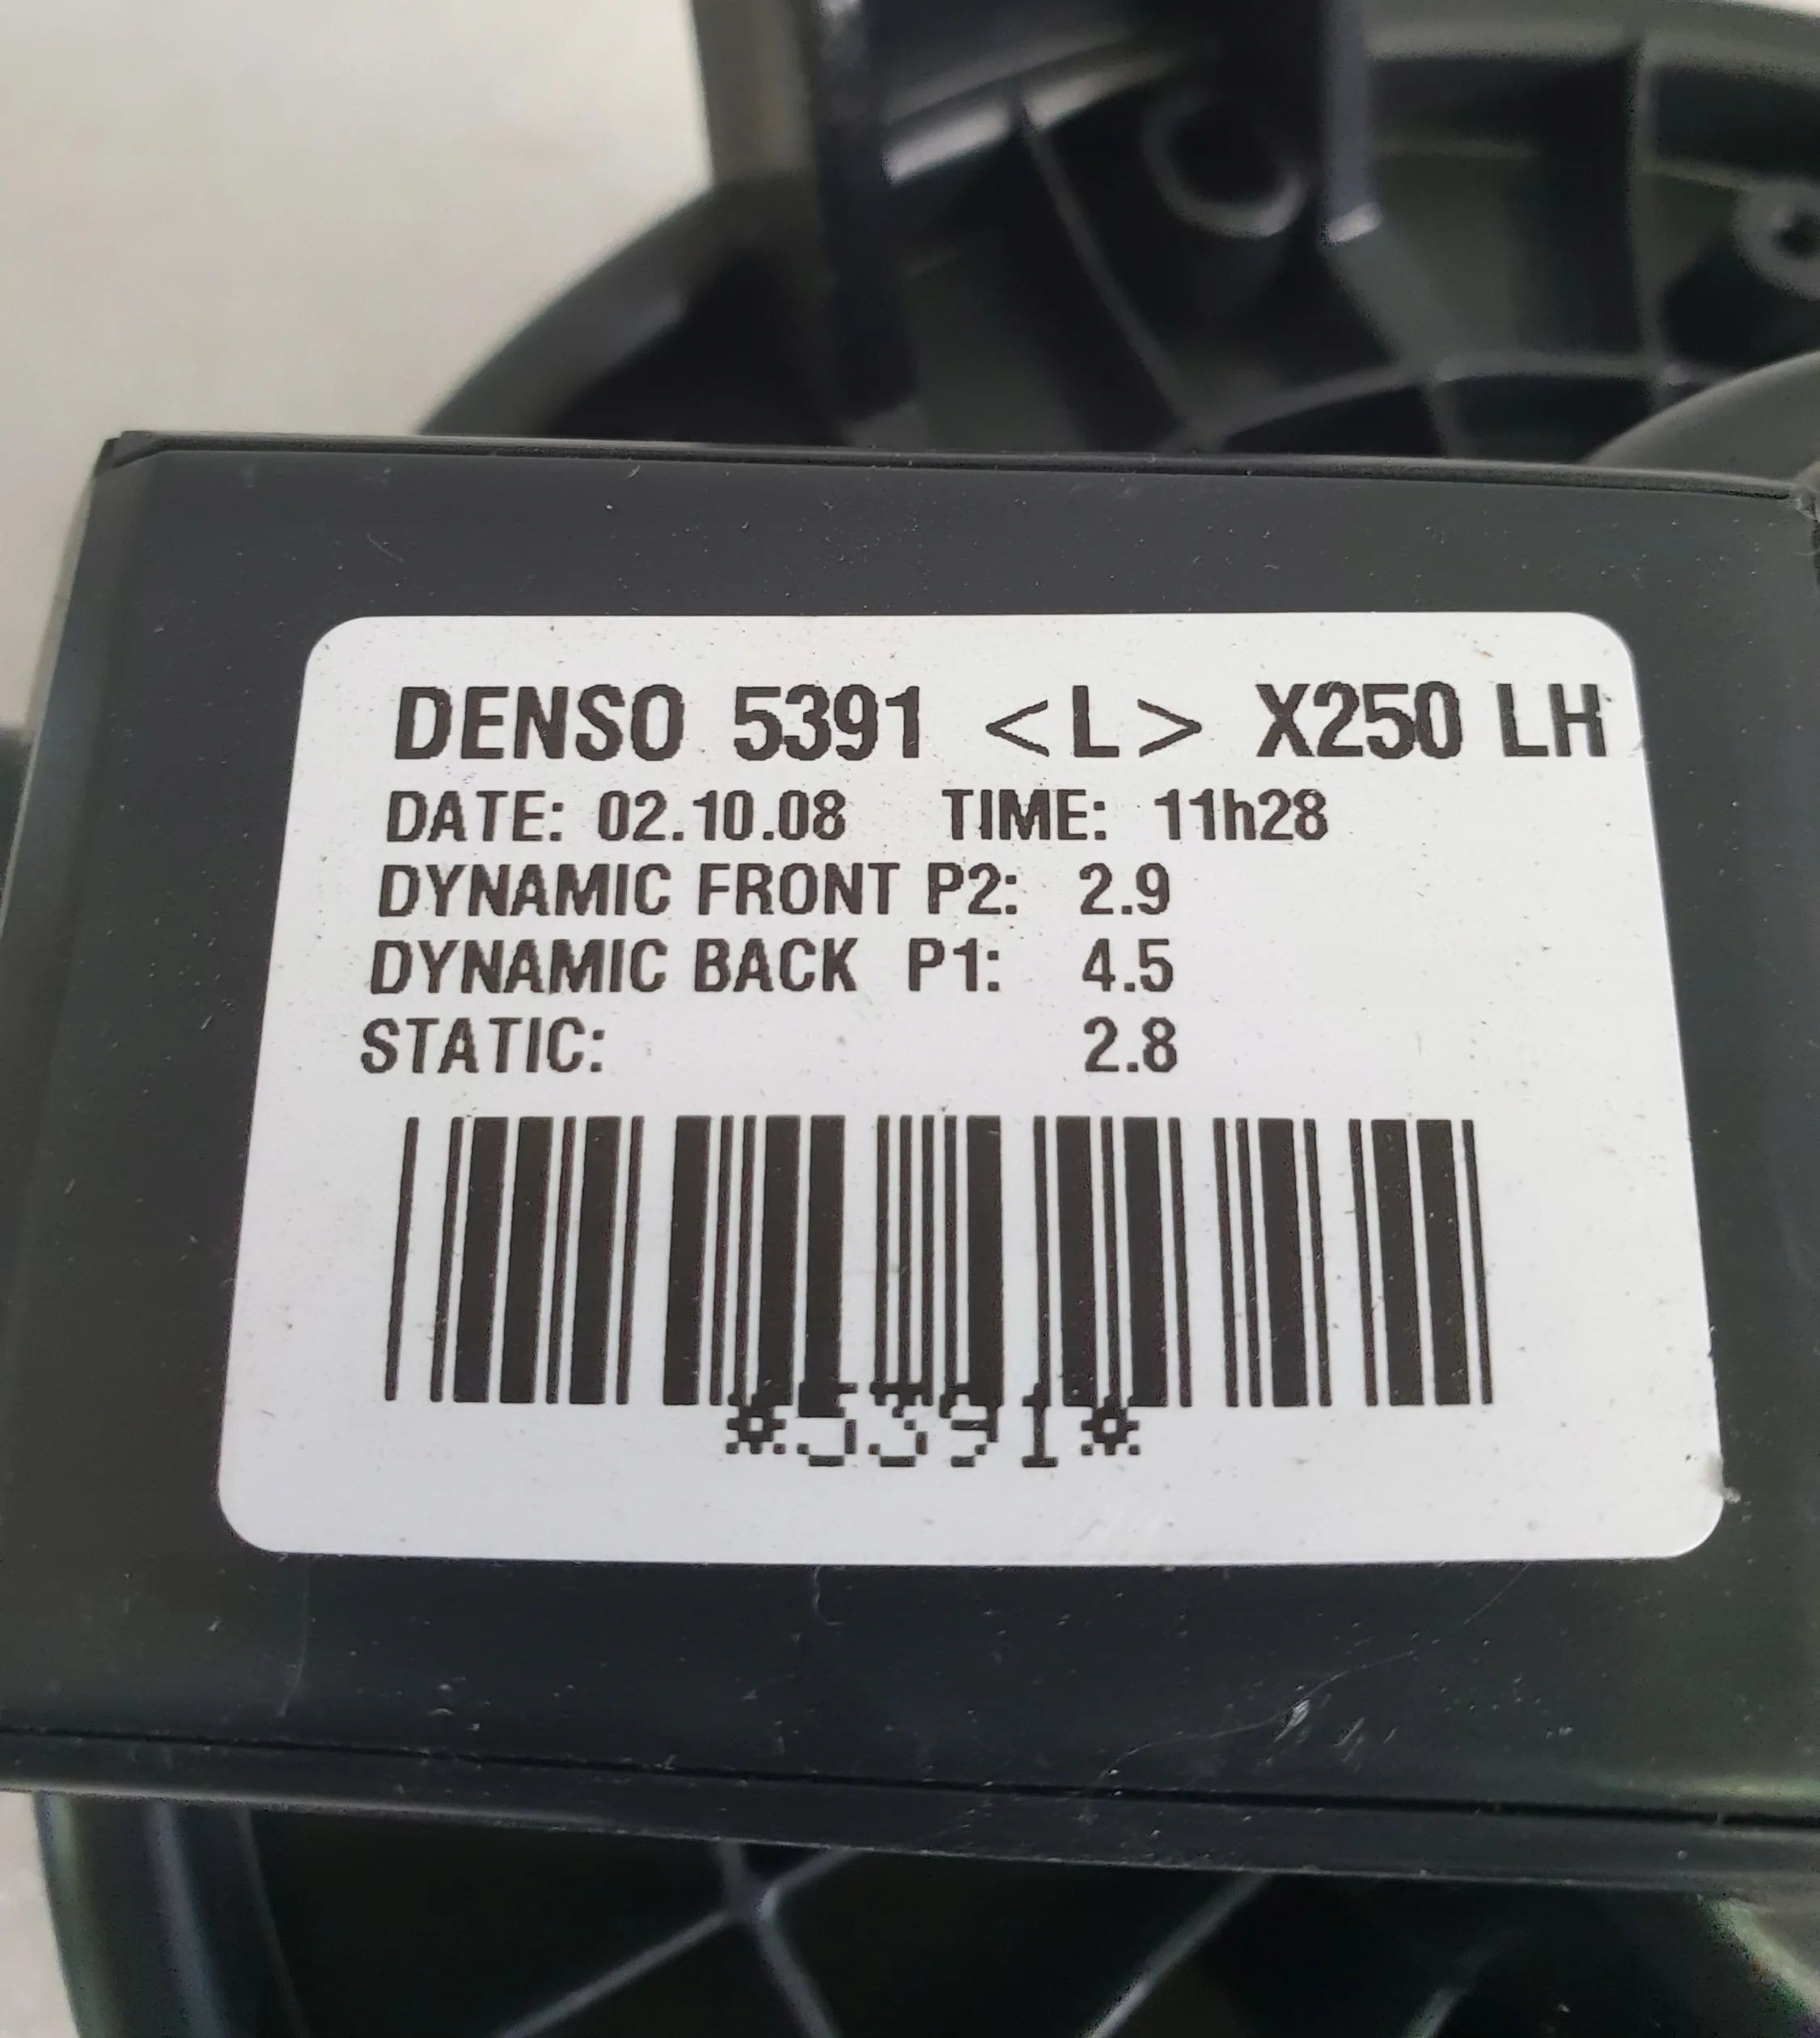 DENSO 5391 <L> X250 LH
DATE: 02.10.08 TIME: 11h28
DYNAMIC FRONT P2: 2.9
DYNAMIC BACK P1: 4.5
STATIC: 2.8
*5391*